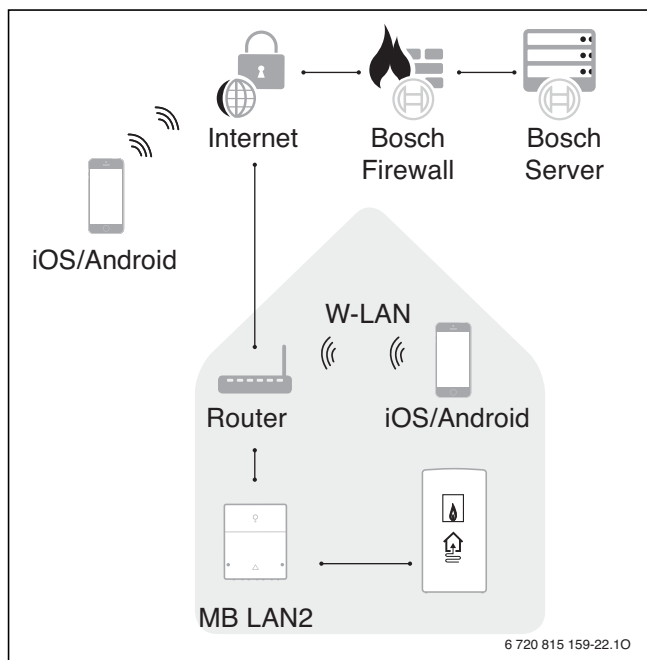 Internet
Bosch
Firewall
Bosch
Server
iOS/Android
W-LAN
Router
iOS/Android
MB LAN2
6 720 815 159-22.1O